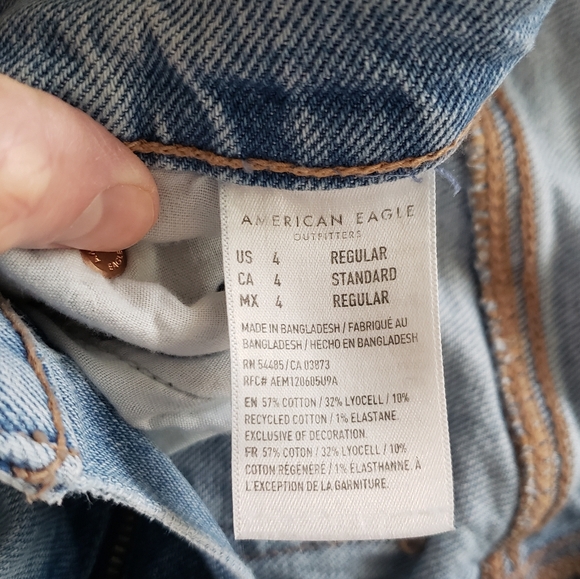 AMERICAN EAGLE
OUTFITTERS
US 4 REGULAR
CA 4 STANDARD
MX 4 REGULAR
MADE IN BANGLADESH / FABRIQUÉ AU
BANGLADESH / HECHO EN BANGLADESH
RN 54485/CA 03873
RFC# AEM120605U9A
EN 57% COTTON / 32% LYOCELL / 10%
RECYCLED COTTON / 1% ELASTANE.
EXCLUSIVE OF DECORATION.
FR 57% COTON / 32% LYOCELL / 10%
COTON RÉGÉNÉRÉ / 1% ÉLASTHANNE. À
L'EXCEPTION DE LA GARNITURE.